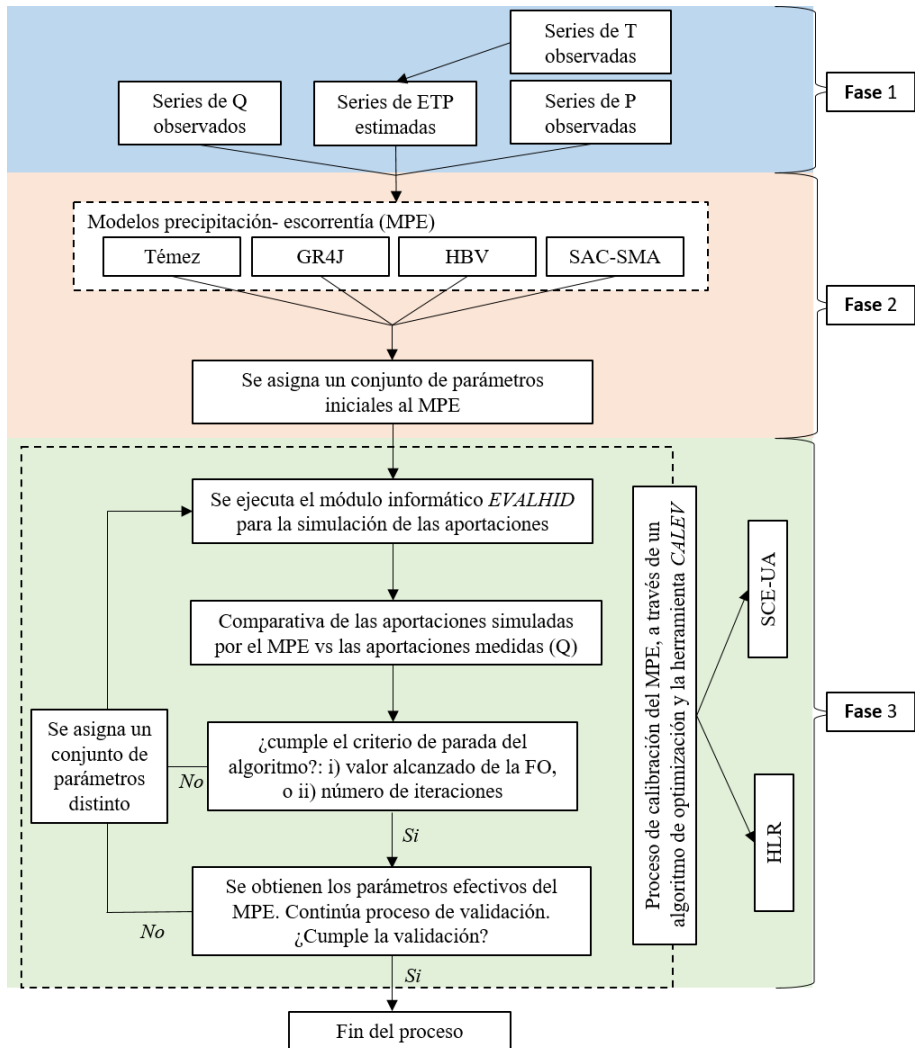 Series de T
observadas
Series de Q
observados
Series de ETP
estimadas
Series de P
observadas
Fase 1
Modelos precipitación- escorrentía (MPE)
Témez
GR4J
HBV
SAC-SMA
Fase 2
Se asigna un conjunto de parámetros
iniciales al MPE
Se ejecuta el módulo informático EVALHID
para la simulación de las aportaciones
Comparativa de las aportaciones simuladas
por el MPE vs las aportaciones medidas (Q)
Se asigna un
conjunto de
parámetros
distinto
No
¿cumple el criterio de parada del
algoritmo?: i) valor alcanzado de la FO,
o ii) número de iteraciones
Si
Se obtienen los parámetros efectivos del
MPE. Continúa proceso de validación.
¿Cumple la validación?
No
Si
Fin del proceso
Proceso de calibración del MPE, a través de un
algoritmo de optimización y la herramienta CALEV
SCE-UA
HLR
Fase 3